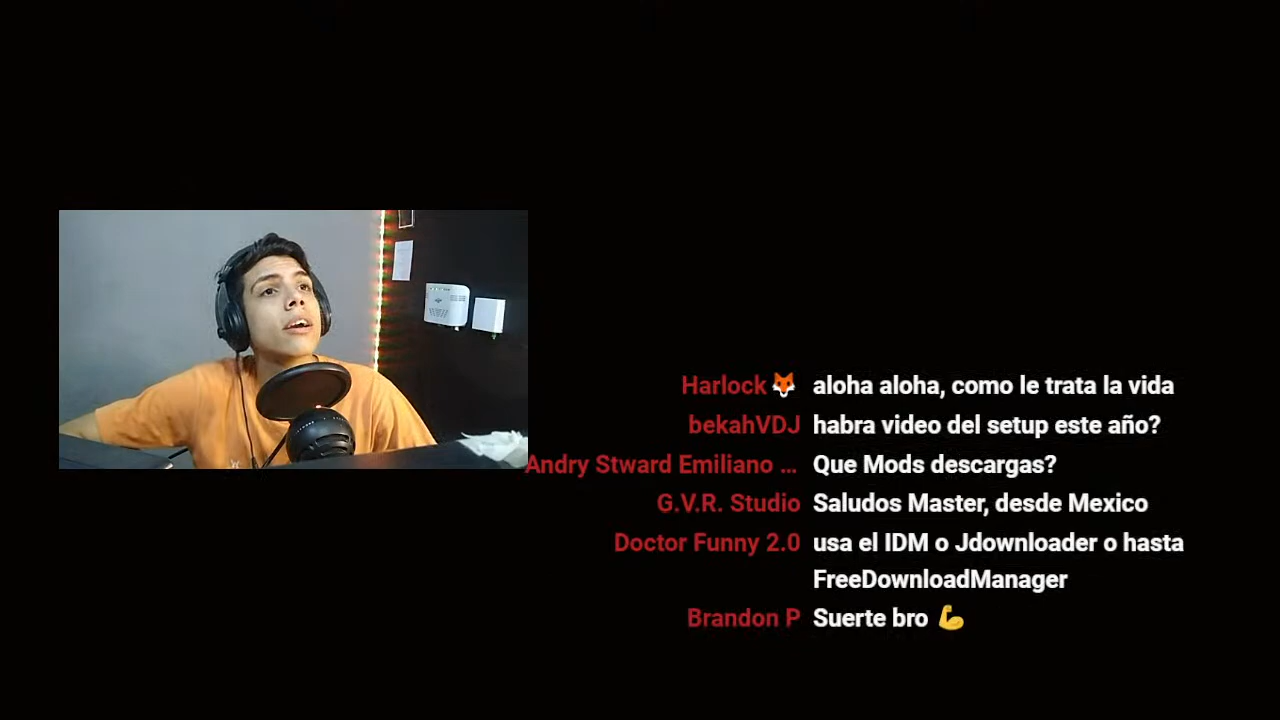 Harlock🦊 aloha aloha, como le trata la vida
bekahVDJ habra video del setup este año?
Andry Stward Emiliano ... Que Mods descargas?
G.V.R. Studio Saludos Master, desde Mexico
Doctor Funny 2.0 usa el IDM o Jdownloader o hasta
FreeDownloadManager
Brandon P Suerte bro 💪